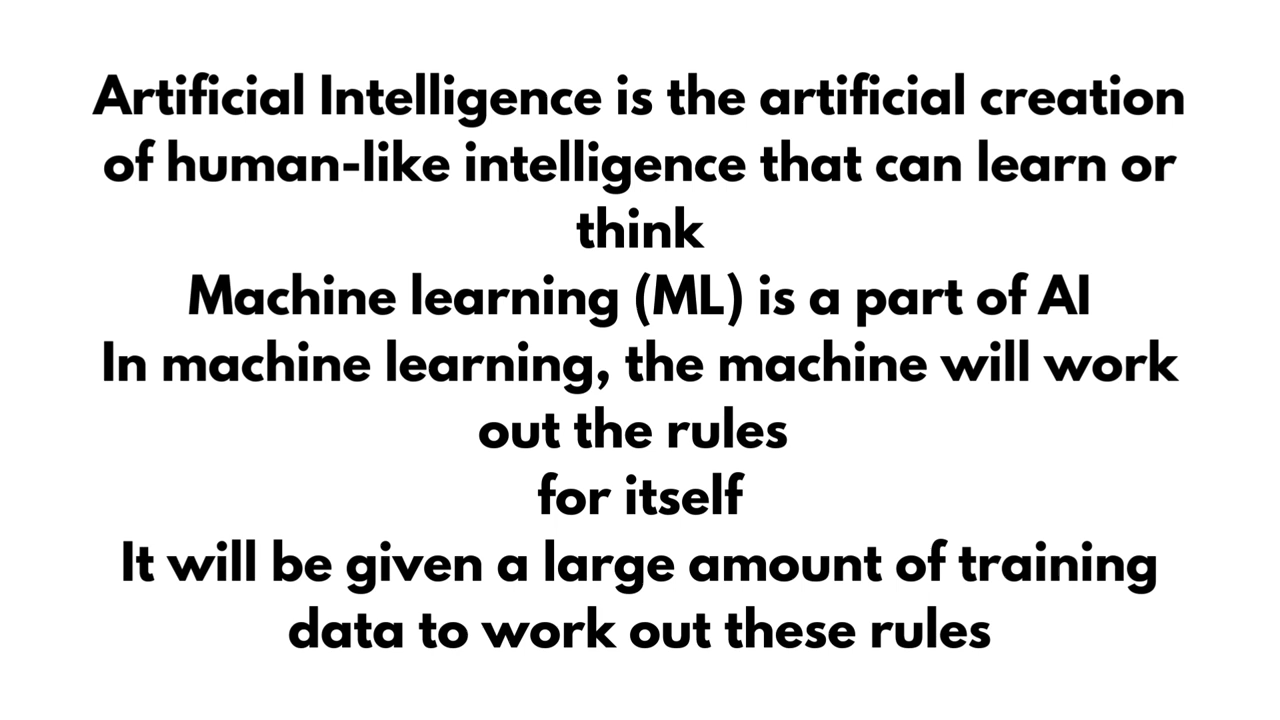 Artificial Intelligence is the artificial creation
of human-like intelligence that can learn or
think
Machine learning (ML) is a part of AI
In machine learning, the machine will work
out the rules
for itself
It will be given a large amount of training
data to work out these rules